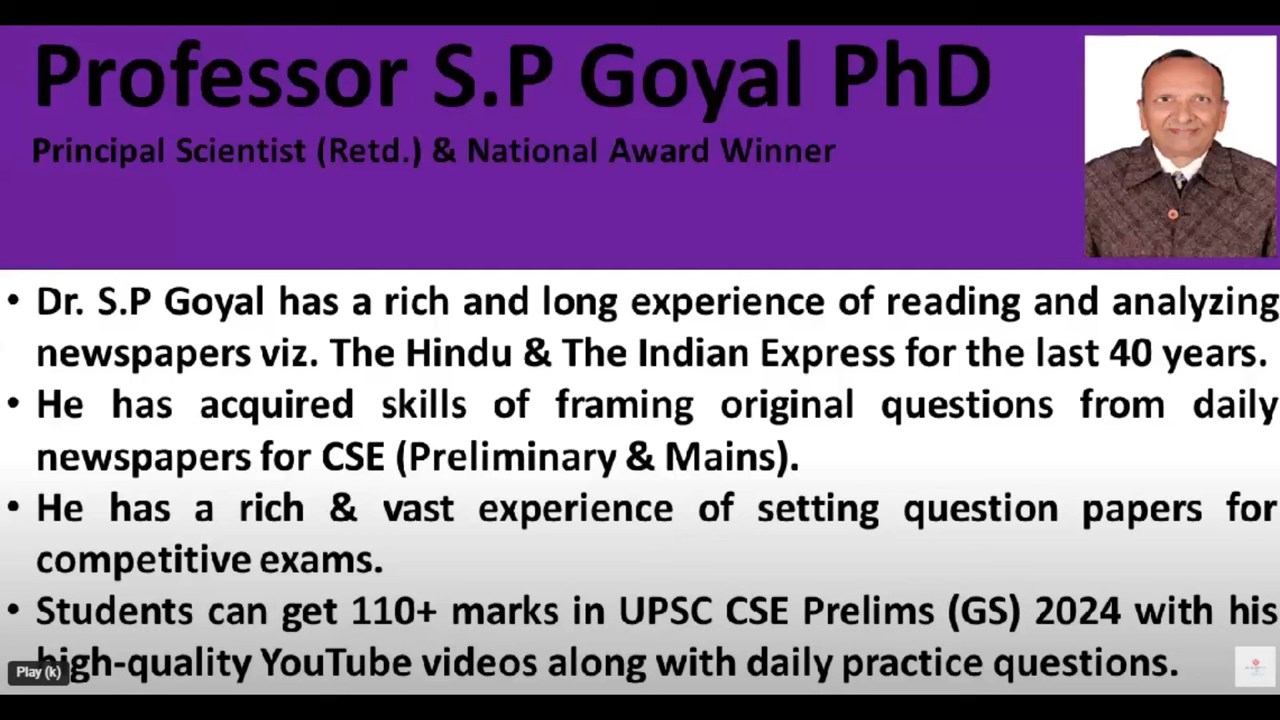 Professor S.P Goyal PhD
Principal Scientist (Retd.) & National Award Winner
• Dr. S.P Goyal has a rich and long experience of reading and analyzing
newspapers viz. The Hindu & The Indian Express for the last 40 years.
• He has acquired skills of framing original questions from daily
newspapers for CSE (Preliminary & Mains).
• He has a rich & vast experience of setting question papers for
competitive exams.
• Students can get 110+ marks in UPSC CSE Prelims (GS) 2024 with his
high-quality YouTube videos along with daily practice questions.
Play (k)